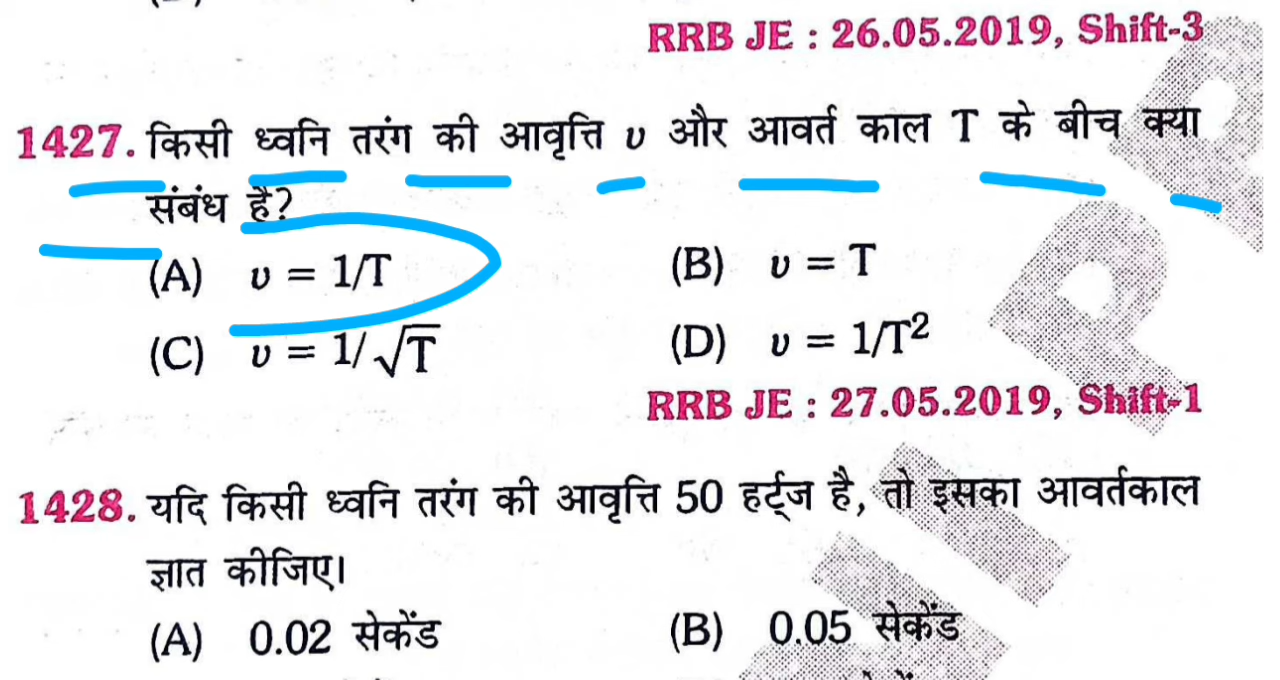 RRB JE : 26.05.2019, Shift-3
1427. किसी ध्वनि तरंग की आवृत्ति υ और आवर्त काल T के बीच क्या
संबंध है?
(A) υ = 1/T (B) υ = T
(C) υ = 1/√T (D) υ = 1/T²
RRB JE : 27.05.2019, Shift-1
1428. यदि किसी ध्वनि तरंग की आवृत्ति 50 हर्ट्ज है, तो इसका आवर्तकाल
ज्ञात कीजिए।
(A) 0.02 सेकेंड (B) 0.05 सेकेंड